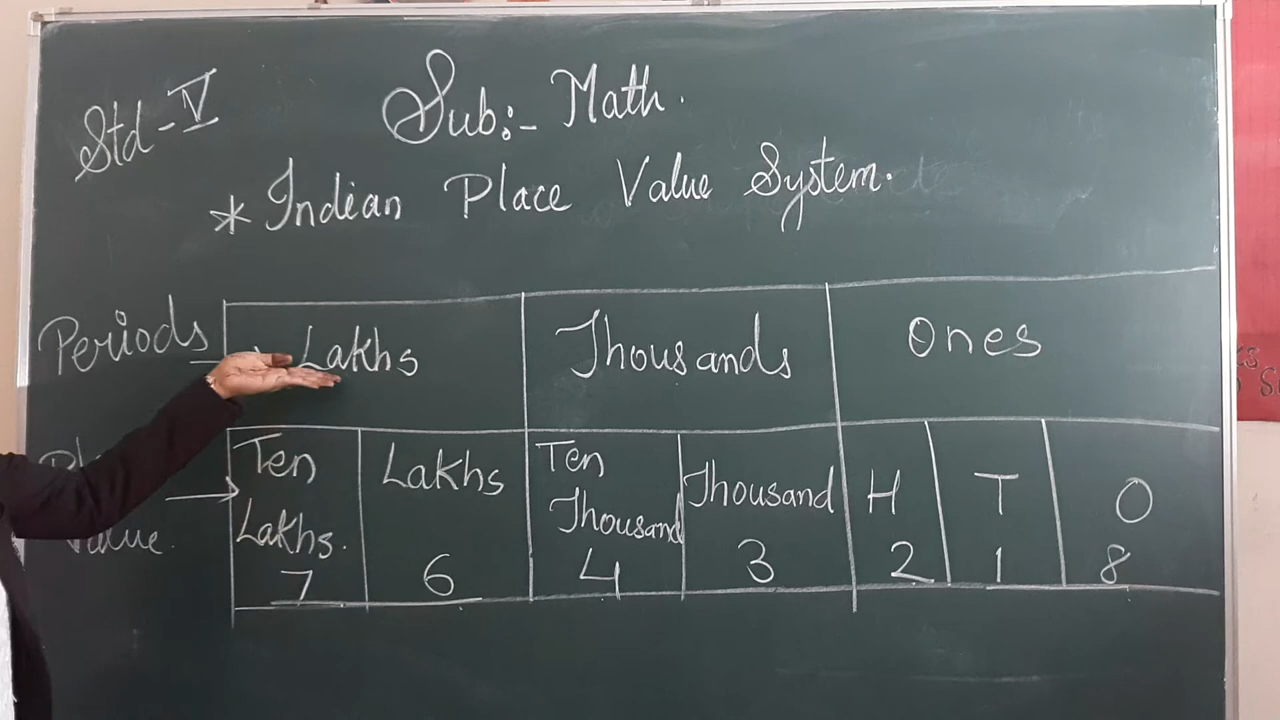 Std-V
Sub:- Math.
* Indian Place Value System.
Periods → Lakhs Thousands Ones
Value. → Ten Lakhs. Lakhs Ten Thousand Thousand H T O
7 6 4 3 2 1 8